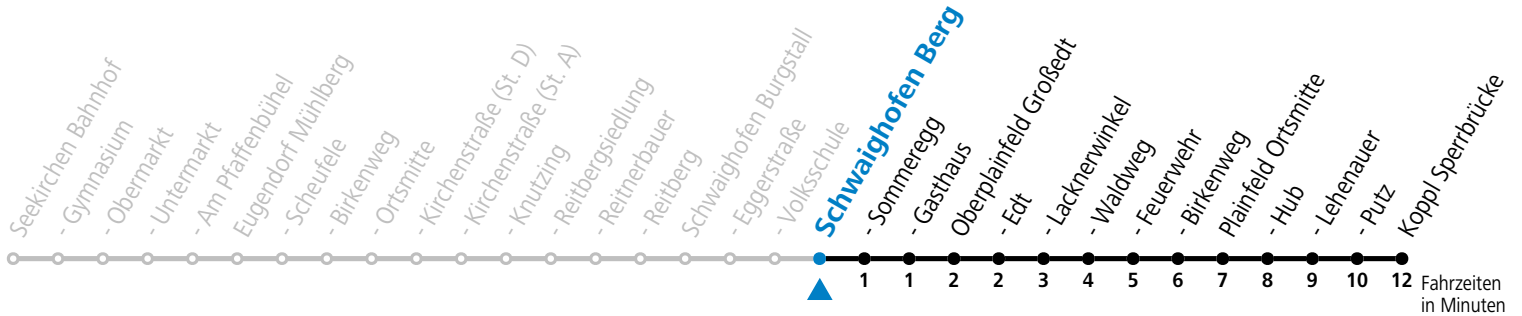 Seekirchen Bahnhof
- Gymnasium
- Obermarkt
- Untermarkt
- Am Pfaffenbühel
Eugendorf Mühlberg
- Scheufele
- Birkenweg
- Ortsmitte
- Kirchenstraße (St. D)
- Kirchenstraße (St. A)
- Knutzing
- Reitbergsiedlung
- Reitnerbauer
- Reitberg
Schwaighofen Burgstall
- Eggerstraße
- Volksschule
Schwaighofen Berg
- Sommeregg
- Gasthaus
Oberplainfeld Großedt
- Edt
- Lacknerwinkel
- Waldweg
- Feuerwehr
- Birkenweg
Plainfeld Ortsmitte
- Hub
- Lehenauer
- Putz
Koppl Sperrbrücke
1 1 2 2 3 4 5 6 7 8 9 10 12 Fahrzeiten
in Minuten